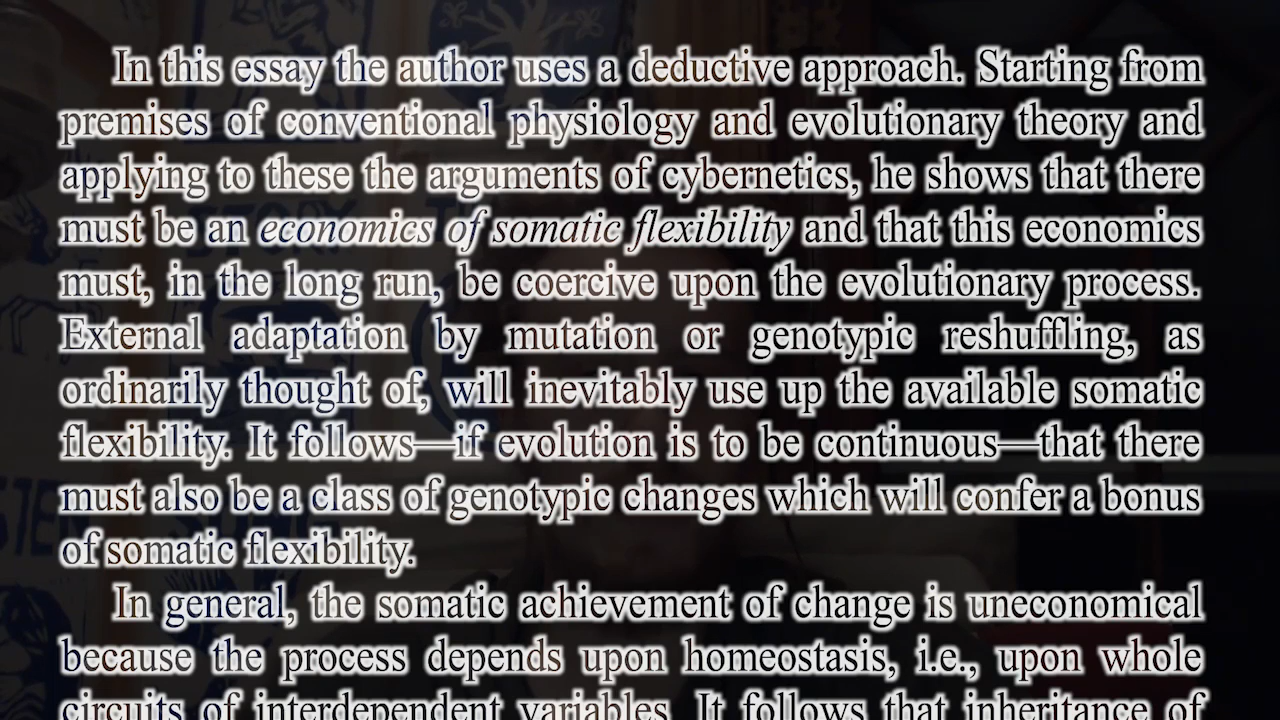 In this essay the author uses a deductive approach. Starting from
premises of conventional physiology and evolutionary theory and
applying to these the arguments of cybernetics, he shows that there
must be an economics of somatic flexibility and that this economics
must, in the long run, be coercive upon the evolutionary process.
External adaptation by mutation or genotypic reshuffling, as
ordinarily thought of, will inevitably use up the available somatic
flexibility. It follows—if evolution is to be continuous—that there
must also be a class of genotypic changes which will confer a bonus
of somatic flexibility.
In general, the somatic achievement of change is uneconomical
because the process depends upon homeostasis, i.e., upon whole
circuits of interdependent variables. It follows that inheritance of